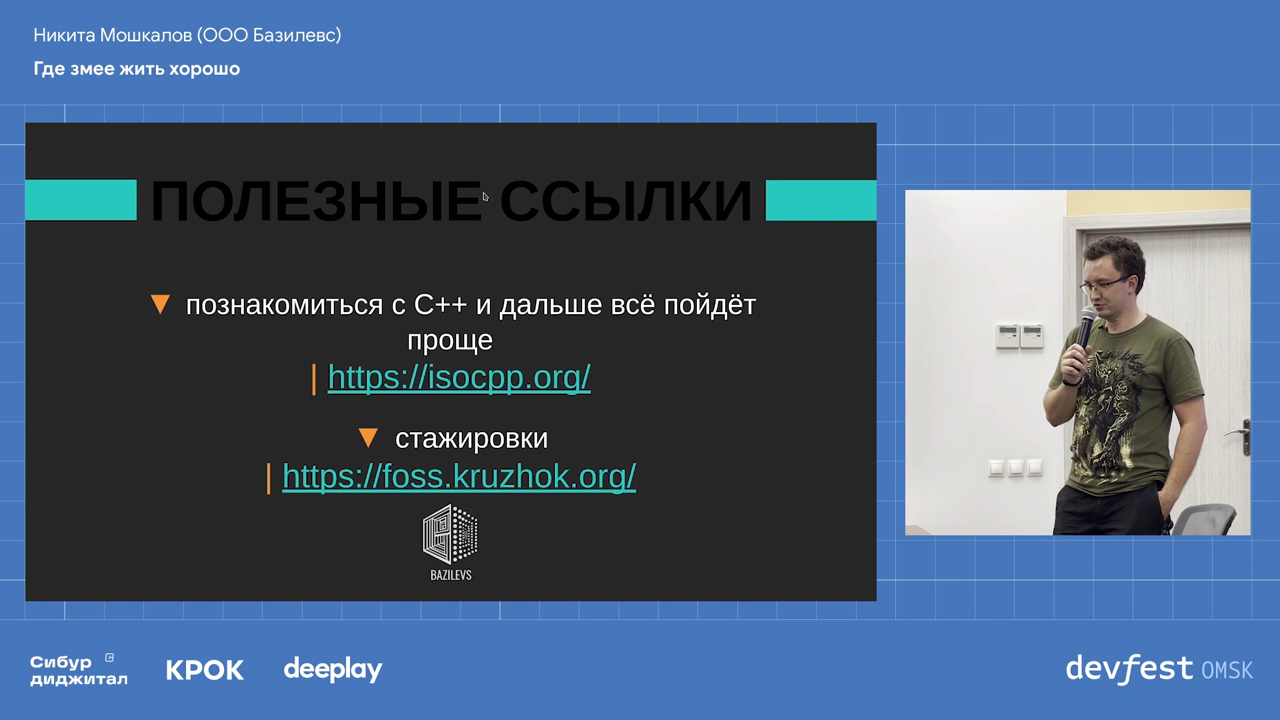 Никита Мошкалов (ООО Базилевс)
Где змее жить хорошо
ПОЛЕЗНЫЕ ССЫЛКИ
▼ познакомиться с C++ и дальше всё пойдёт
проще
| https://isocpp.org/
▼ стажировки
| https://foss.kruzhok.org/
BAZILEVS
Сибур
диджитал
КРОК
deeplay
devfest OMSK